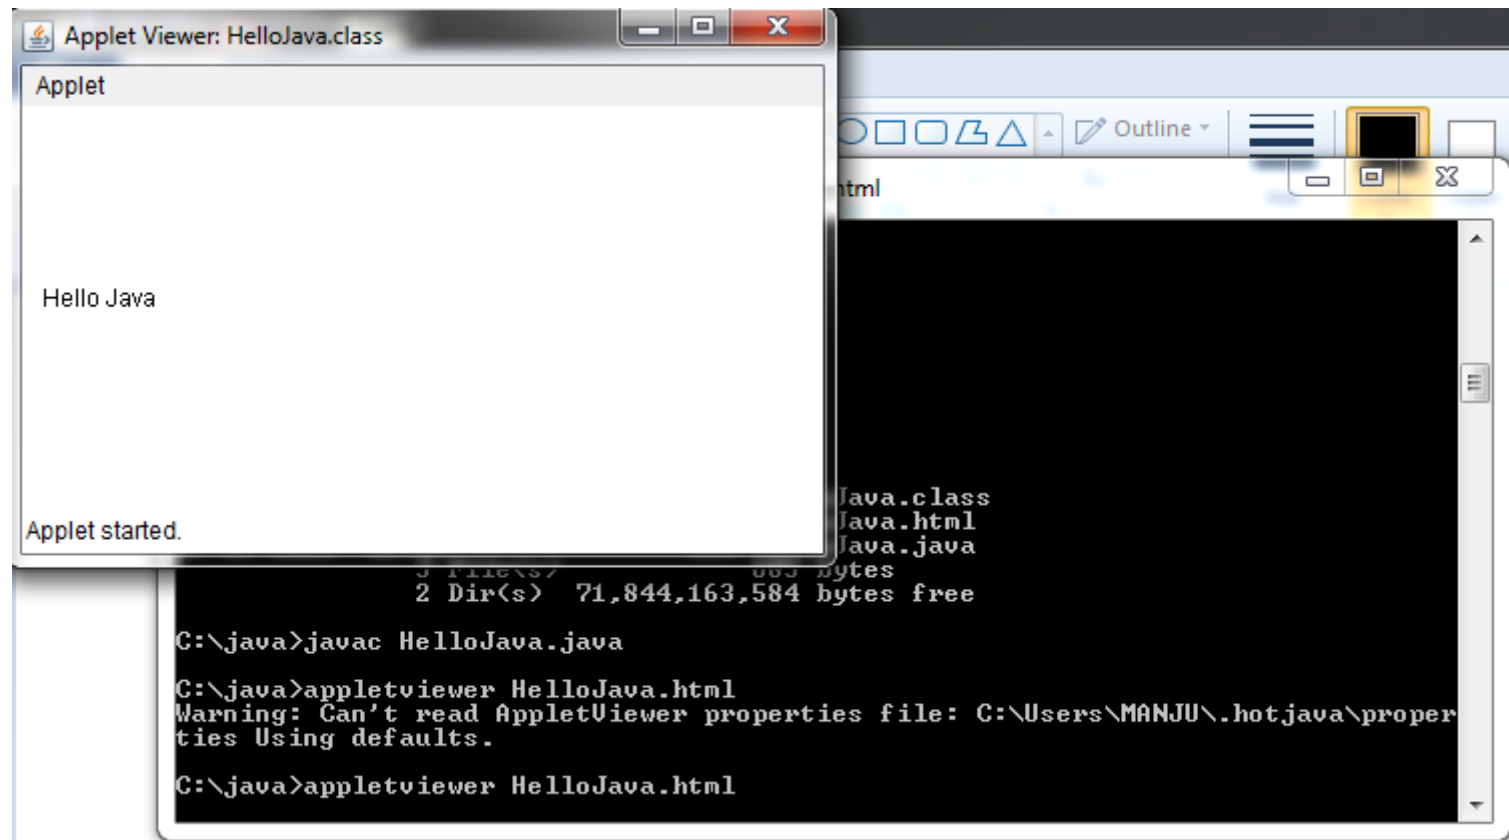 Applet Viewer: HelloJava.class
Applet
Hello Java
Applet started.
Outline
html
Java.class
Java.html
Java.java
bytes
2 Dir(s) 71,844,163,584 bytes free
C:\java>javac HelloJava.java
C:\java>appletviewer HelloJava.html
Warning: Can't read AppletViewer properties file: C:\Users\MANJU\.hotjava\proper
ties Using defaults.
C:\java>appletviewer HelloJava.html